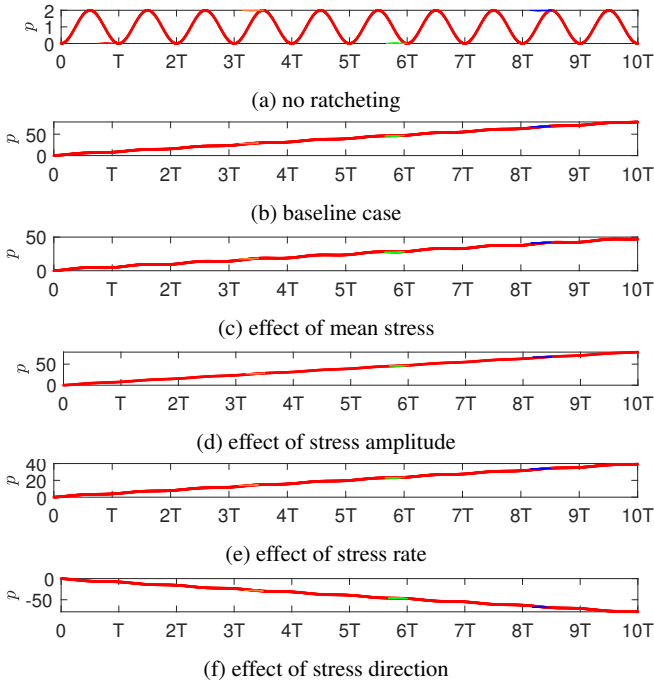 2
p
0
0 T 2T 3T 4T 5T 6T 7T 8T 9T 10T
(a) no ratcheting
50
p
0
0 T 2T 3T 4T 5T 6T 7T 8T 9T 10T
(b) baseline case
50
p
0
0 T 2T 3T 4T 5T 6T 7T 8T 9T 10T
(c) effect of mean stress
50
p
0
0 T 2T 3T 4T 5T 6T 7T 8T 9T 10T
(d) effect of stress amplitude
40
p
20
0
0 T 2T 3T 4T 5T 6T 7T 8T 9T 10T
(e) effect of stress rate
0
p
-50
0 T 2T 3T 4T 5T 6T 7T 8T 9T 10T
(f) effect of stress direction